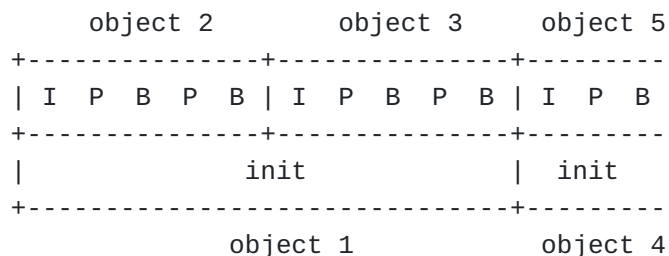 object 2 object 3 object 5
+---------------+---------------+---------
| I P B P B | I P B P B | I P B
+---------------+---------------+---------
| init | init
+-------------------------------+---------
object 1 object 4